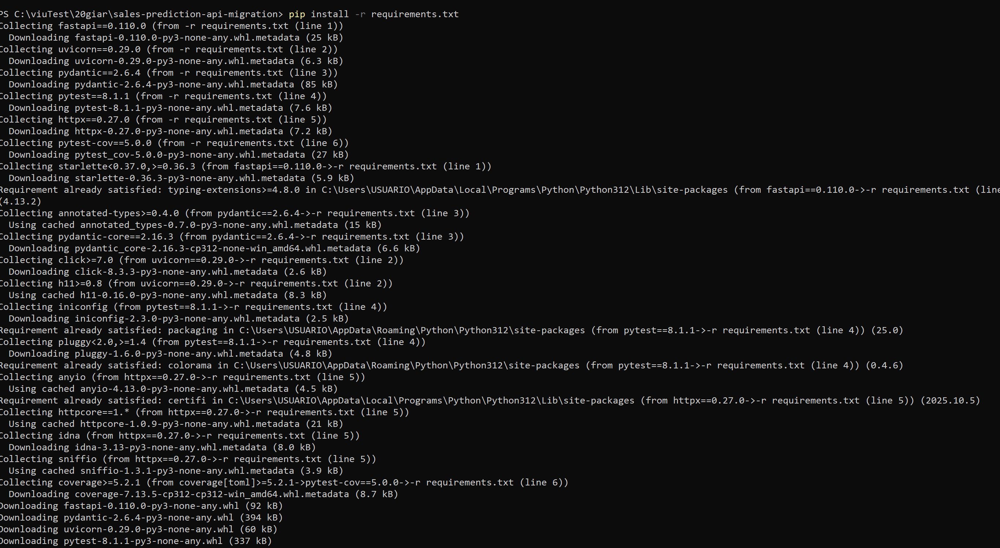 PS C:\viuTest\20giar\sales-prediction-api-migration> pip install -r requirements.txt
Collecting fastapi==0.110.0 (from -r requirements.txt (line 1))
  Downloading fastapi-0.110.0-py3-none-any.whl.metadata (25 kB)
Collecting uvicorn==0.29.0 (from -r requirements.txt (line 2))
  Downloading uvicorn-0.29.0-py3-none-any.whl.metadata (6.3 kB)
Collecting pydantic==2.6.4 (from -r requirements.txt (line 3))
  Downloading pydantic-2.6.4-py3-none-any.whl.metadata (85 kB)
Collecting pytest==8.1.1 (from -r requirements.txt (line 4))
  Downloading pytest-8.1.1-py3-none-any.whl.metadata (7.6 kB)
Collecting httpx==0.27.0 (from -r requirements.txt (line 5))
  Downloading httpx-0.27.0-py3-none-any.whl.metadata (7.2 kB)
Collecting pytest-cov==5.0.0 (from -r requirements.txt (line 6))
  Downloading pytest_cov-5.0.0-py3-none-any.whl.metadata (27 kB)
Collecting starlette<0.37.0,>=0.36.3 (from fastapi==0.110.0->-r requirements.txt (line 1))
  Downloading starlette-0.36.3-py3-none-any.whl.metadata (5.9 kB)
Requirement already satisfied: typing-extensions>=4.8.0 in C:\Users\USUARIO\AppData\Local\Programs\Python\Python312\Lib\site-packages (from fastapi==0.110.0->-r requirements.txt (line
(4.13.2)
Collecting annotated-types>=0.4.0 (from pydantic==2.6.4->-r requirements.txt (line 3))
  Using cached annotated_types-0.7.0-py3-none-any.whl.metadata (15 kB)
Collecting pydantic-core==2.16.3 (from pydantic==2.6.4->-r requirements.txt (line 3))
  Downloading pydantic_core-2.16.3-cp312-none-win_amd64.whl.metadata (6.6 kB)
Collecting click>=7.0 (from uvicorn==0.29.0->-r requirements.txt (line 2))
  Downloading click-8.3.3-py3-none-any.whl.metadata (2.6 kB)
Collecting h11>=0.8 (from uvicorn==0.29.0->-r requirements.txt (line 2))
  Using cached h11-0.16.0-py3-none-any.whl.metadata (8.3 kB)
Collecting iniconfig (from pytest==8.1.1->-r requirements.txt (line 4))
  Downloading iniconfig-2.3.0-py3-none-any.whl.metadata (2.5 kB)
Requirement already satisfied: packaging in C:\Users\USUARIO\AppData\Roaming\Python\Python312\site-packages (from pytest==8.1.1->-r requirements.txt (line 4)) (25.0)
Collecting pluggy<2.0,>=1.4 (from pytest==8.1.1->-r requirements.txt (line 4))
  Downloading pluggy-1.6.0-py3-none-any.whl.metadata (4.8 kB)
Requirement already satisfied: colorama in C:\Users\USUARIO\AppData\Roaming\Python\Python312\site-packages (from pytest==8.1.1->-r requirements.txt (line 4)) (0.4.6)
Collecting anyio (from httpx==0.27.0->-r requirements.txt (line 5))
  Using cached anyio-4.13.0-py3-none-any.whl.metadata (4.5 kB)
Requirement already satisfied: certifi in C:\Users\USUARIO\AppData\Local\Programs\Python\Python312\Lib\site-packages (from httpx==0.27.0->-r requirements.txt (line 5)) (2025.10.5)
Collecting httpcore==1.* (from httpx==0.27.0->-r requirements.txt (line 5))
  Using cached httpcore-1.0.9-py3-none-any.whl.metadata (21 kB)
Collecting idna (from httpx==0.27.0->-r requirements.txt (line 5))
  Downloading idna-3.13-py3-none-any.whl.metadata (8.0 kB)
Collecting sniffio (from httpx==0.27.0->-r requirements.txt (line 5))
  Using cached sniffio-1.3.1-py3-none-any.whl.metadata (3.9 kB)
Collecting coverage>=5.2.1 (from coverage[toml]>=5.2.1->pytest-cov==5.0.0->-r requirements.txt (line 6))
  Downloading coverage-7.13.5-cp312-cp312-win_amd64.whl.metadata (8.7 kB)
Downloading fastapi-0.110.0-py3-none-any.whl (92 kB)
Downloading pydantic-2.6.4-py3-none-any.whl (394 kB)
Downloading uvicorn-0.29.0-py3-none-any.whl (60 kB)
Downloading pytest-8.1.1-py3-none-any.whl (337 kB)